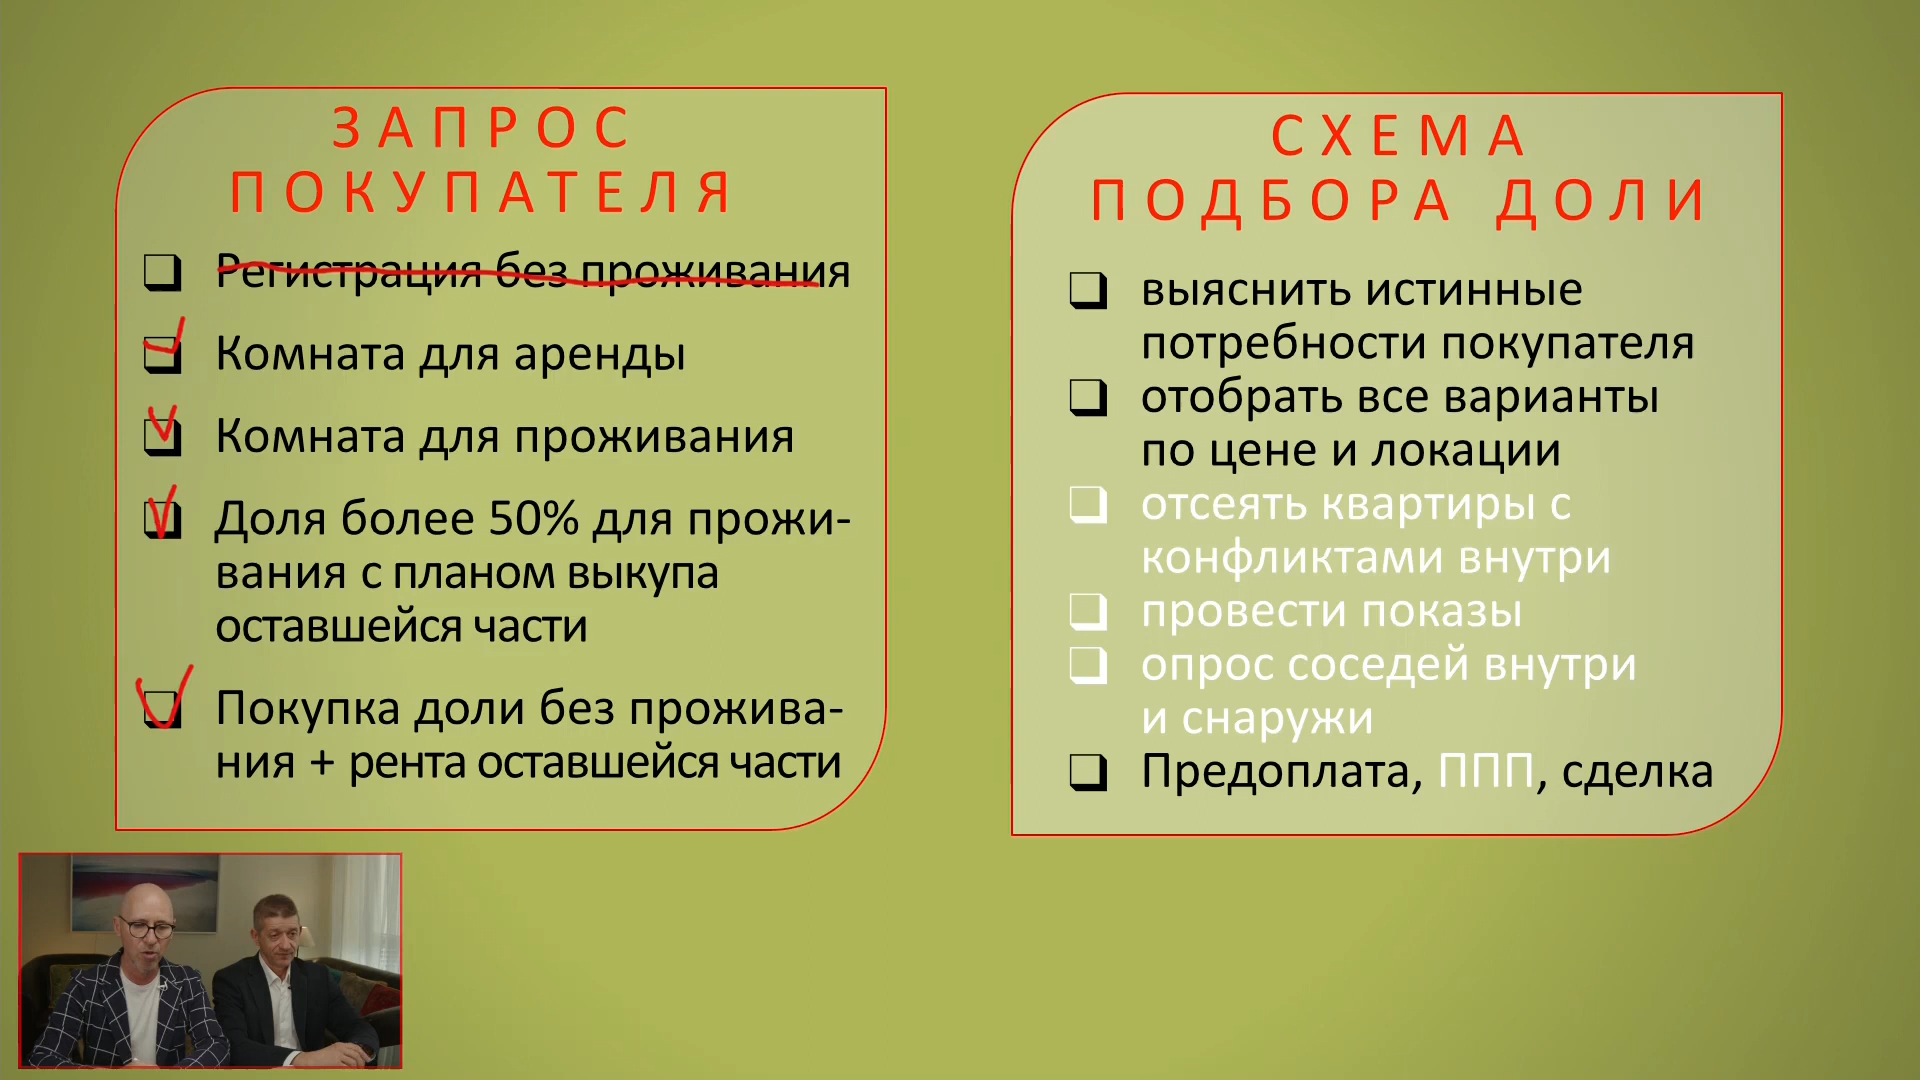 ЗАПРОС
ПОКУПАТЕЛЯ
Регистрация без проживания
Комната для аренды
Комната для проживания
Доля более 50% для прожи-
вания с планом выкупа
оставшейся части
Покупка доли без прожива-
ния + рента оставшейся части
СХЕМА
ПОДБОРА ДОЛИ
выяснить истинные
потребности покупателя
отобрать все варианты
по цене и локации
отсеять квартиры с
конфликтами внутри
провести показы
опрос соседей внутри
и снаружи
Предоплата, ППП, сделка